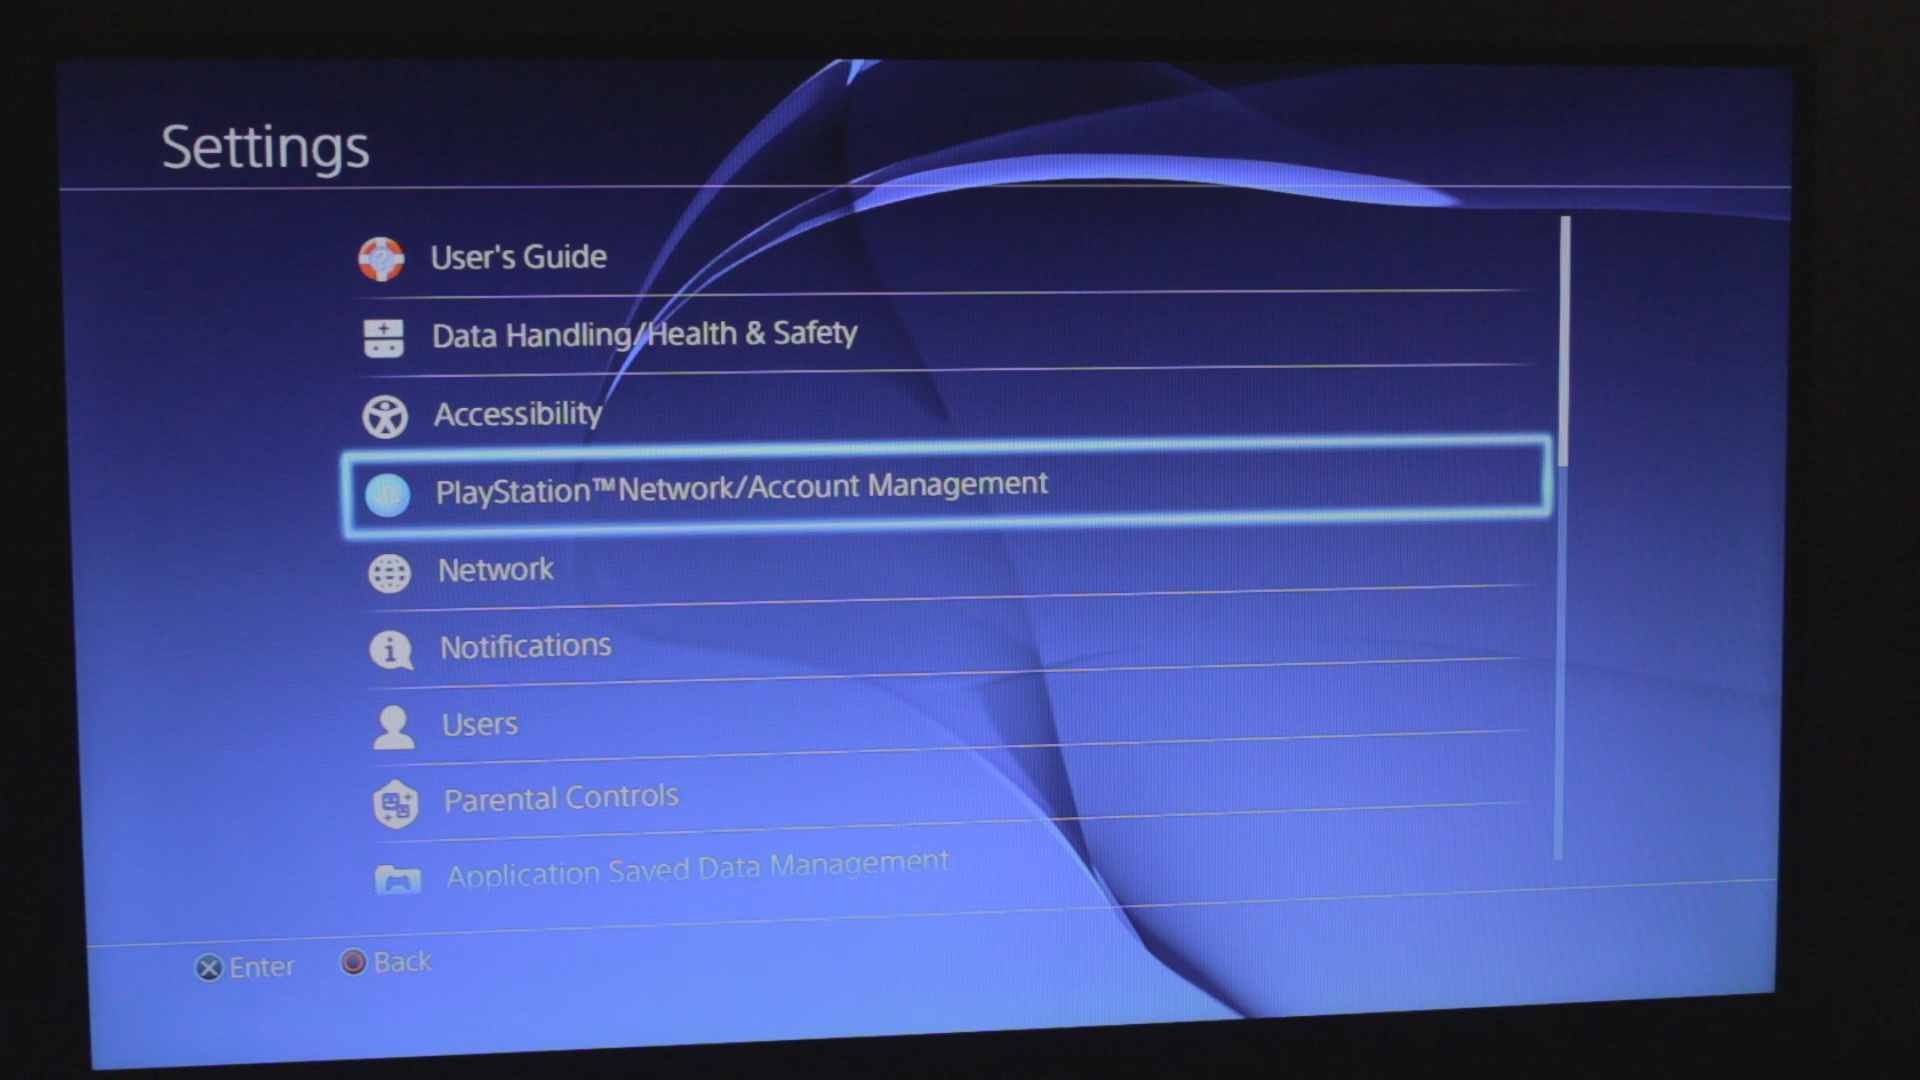 Settings
User's Guide
Data Handling/Health & Safety
Accessibility
PlayStation™Network/Account Management
Network
Notifications
Users
Parental Controls
Application Saved Data Management
Enter
Back